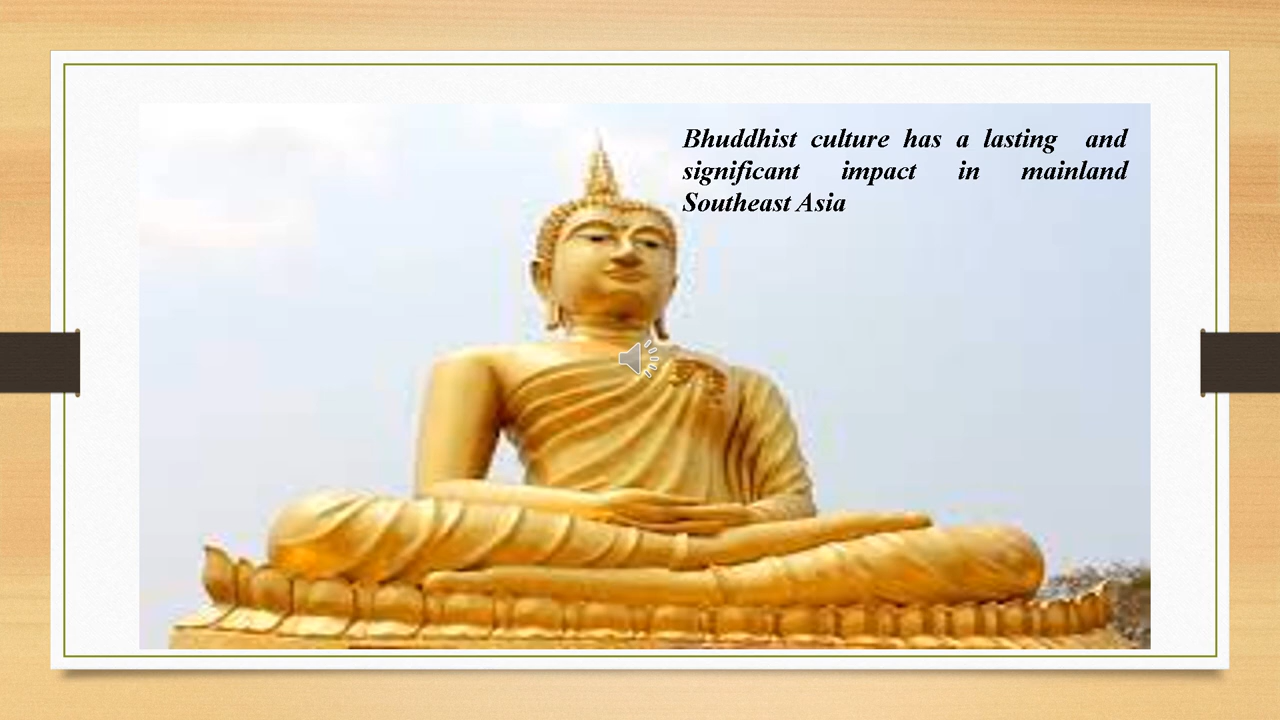 Bhuddhist culture has a lasting and
significant impact in mainland
Southeast Asia